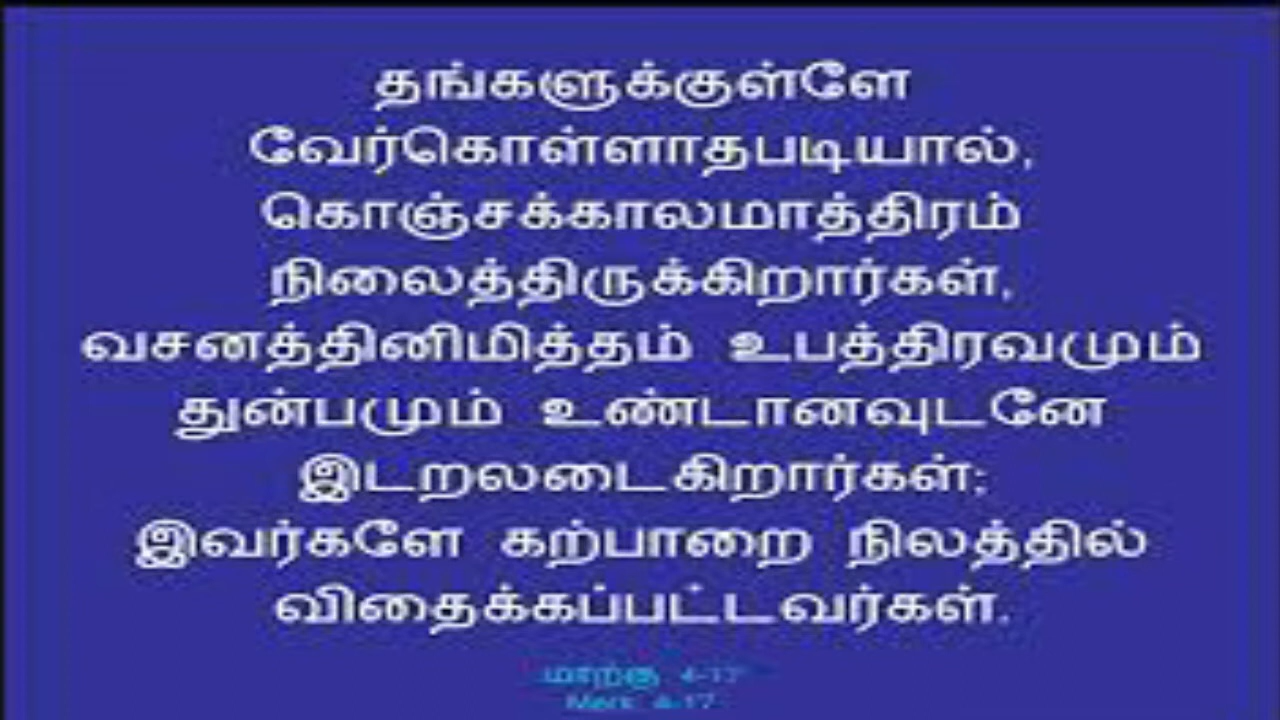 தங்களுக்குள்ளே
வேர்கொள்ளாதபடியால்,
கொஞ்சக்காலமாத்திரம்
நிலைத்திருக்கிறார்கள்,
வசனத்தினிமித்தம் உபத்திரவமும்
துன்பமும் உண்டானவுடனே
இடறலடைகிறார்கள்;
இவர்களே கற்பாறை நிலத்தில்
விதைக்கப்பட்டவர்கள்.
மாற்கு 4-17
Mark 4-17